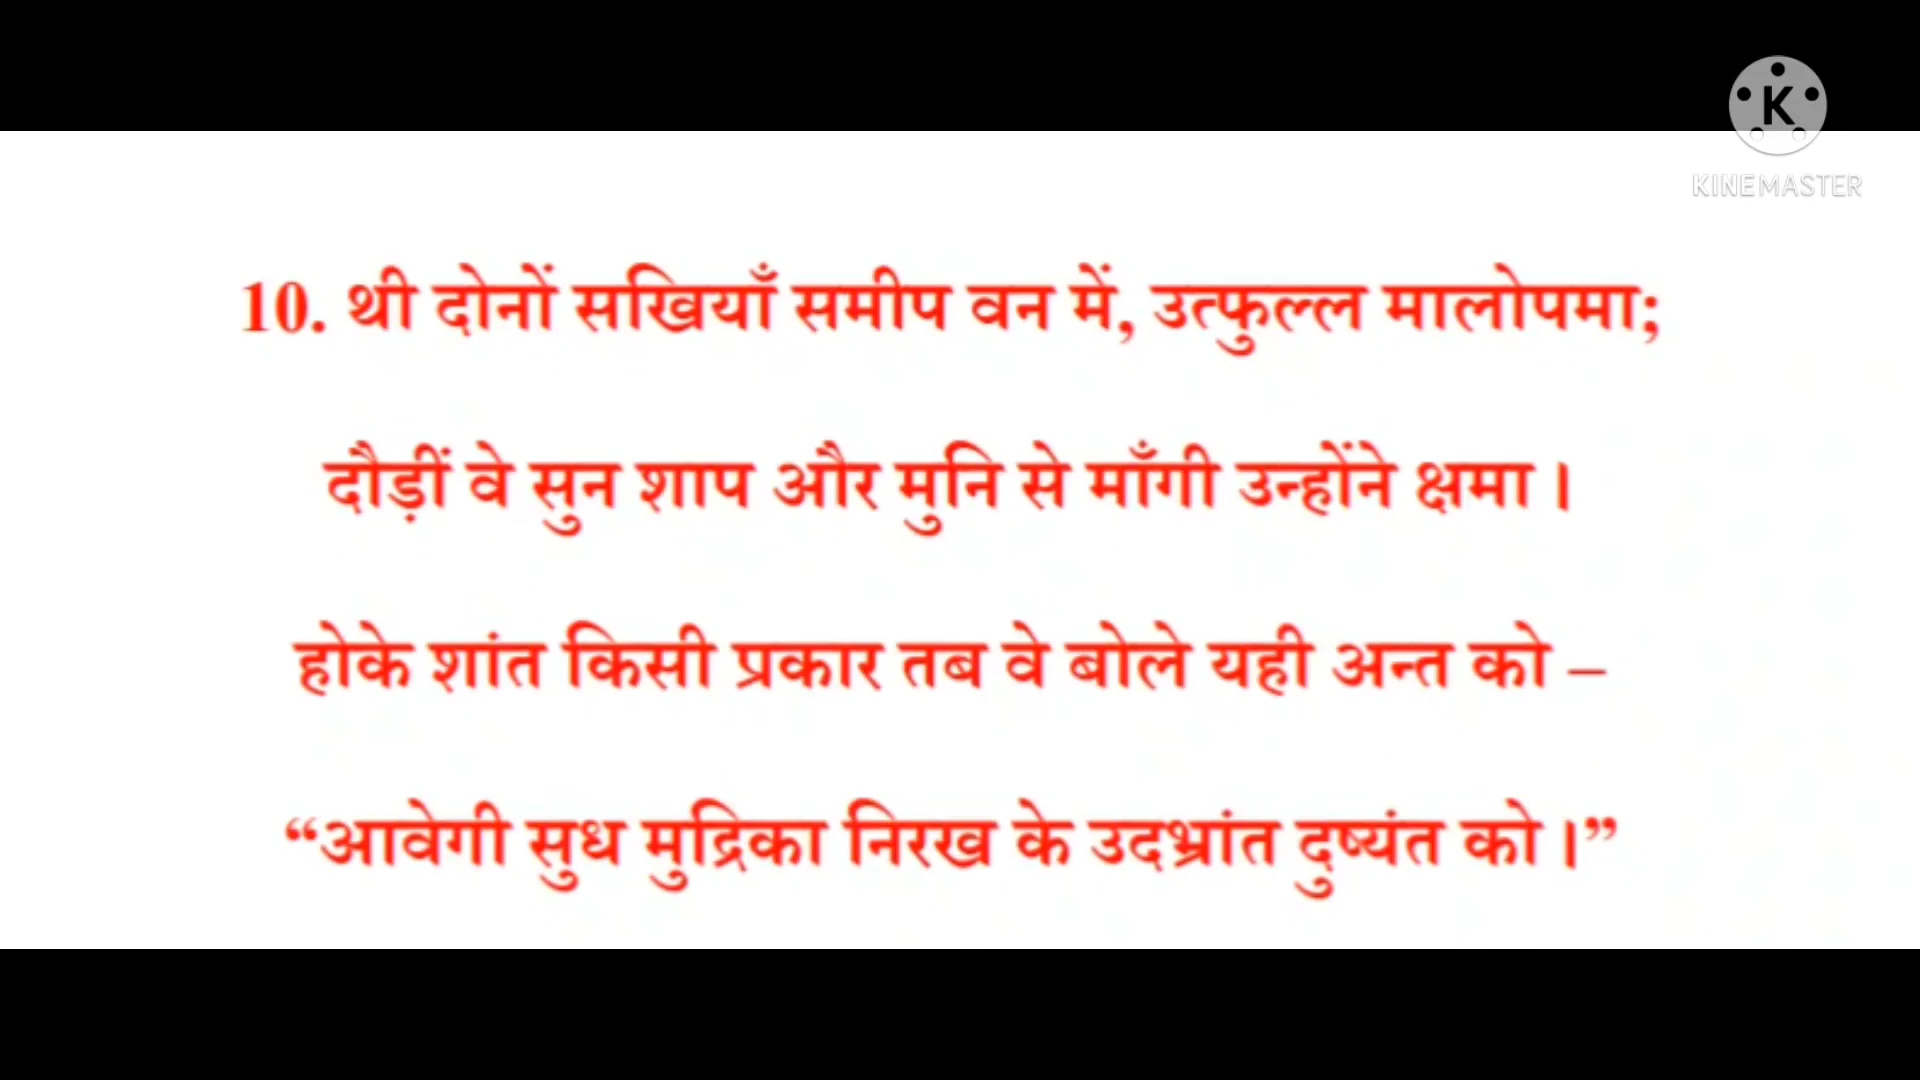 KINEMASTER
10. थी दोनों सखियाँ समीप वन में, उत्फुल्ल मालोपमा;
दौड़ीं वे सुन शाप और मुनि से माँगी उन्होंने क्षमा।
होके शांत किसी प्रकार तब वे बोले यही अन्त को –
“आवेगी सुध मुद्रिका निरख के उदभ्रांत दुष्यंत को।”